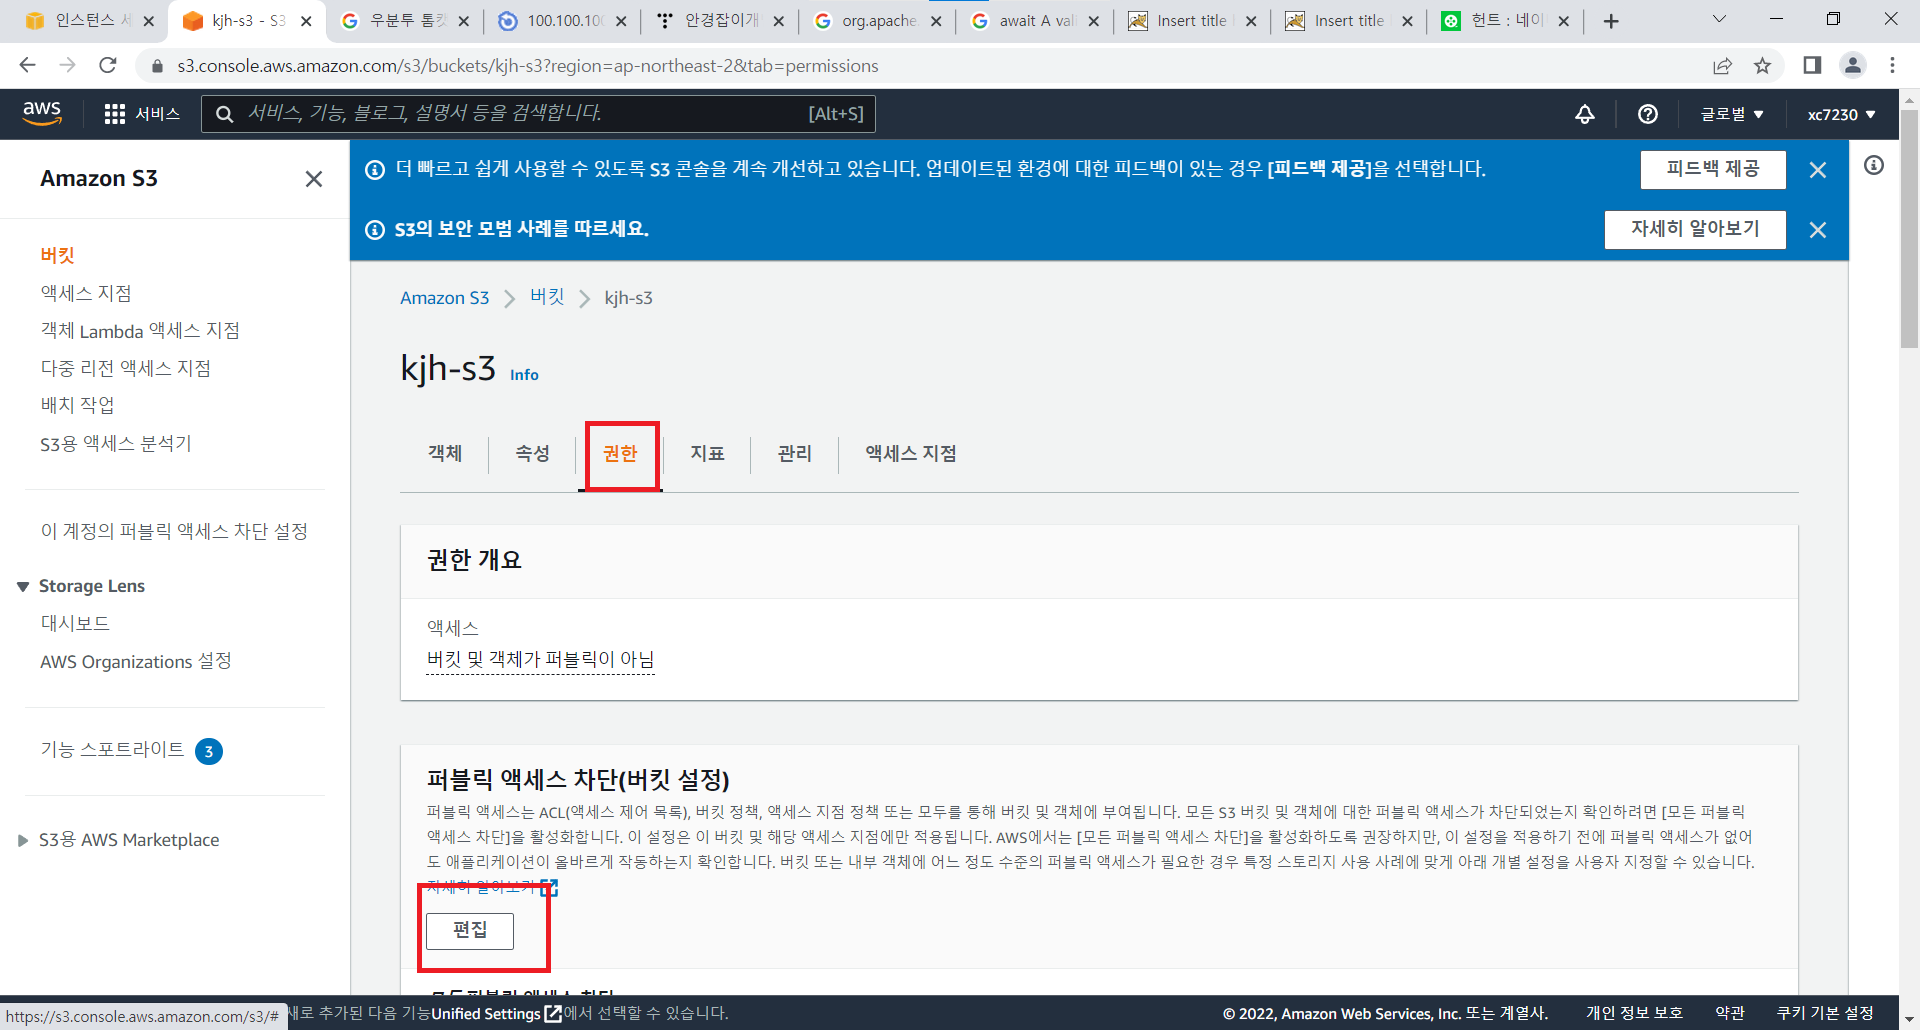 인스턴스 세
kjh-s3 - S3
우분투 톰캣
100.100.100
안경잡이개
org.apache.
await A val
Insert title
Insert title
헌트 : 네이
s3.console.aws.amazon.com/s3/buckets/kjh-s3?region=ap-northeast-2&tab=permissions
aws
서비스
서비스, 기능, 블로그, 설명서 등을 검색합니다.
[Alt+S]
글로벌
xc7230
Amazon S3
버킷
액세스 지점
객체 Lambda 액세스 지점
다중 리전 액세스 지점
배치 작업
S3용 액세스 분석기
이 계정의 퍼블릭 액세스 차단 설정
Storage Lens
대시보드
AWS Organizations 설정
기능 스포트라이트 3
S3용 AWS Marketplace
더 빠르고 쉽게 사용할 수 있도록 S3 콘솔을 계속 개선하고 있습니다. 업데이트된 환경에 대한 피드백이 있는 경우 [피드백 제공]을 선택합니다.
피드백 제공
S3의 보안 모범 사례를 따르세요.
자세히 알아보기
Amazon S3 > 버킷 > kjh-s3
kjh-s3 Info
객체
속성
권한
지표
관리
액세스 지점
권한 개요
액세스
버킷 및 객체가 퍼블릭이 아님
퍼블릭 액세스 차단(버킷 설정)
퍼블릭 액세스는 ACL(액세스 제어 목록), 버킷 정책, 액세스 지점 정책 또는 모두를 통해 버킷 및 객체에 부여됩니다. 모든 S3 버킷 및 객체에 대한 퍼블릭 액세스가 차단되었는지 확인하려면 [모든 퍼블릭
액세스 차단]을 활성화합니다. 이 설정은 이 버킷 및 해당 액세스 지점에만 적용됩니다. AWS에서는 [모든 퍼블릭 액세스 차단]을 활성화하도록 권장하지만, 이 설정을 적용하기 전에 퍼블릭 액세스가 없어
도 애플리케이션이 올바르게 작동하는지 확인합니다. 버킷 또는 내부 객체에 어느 정도 수준의 퍼블릭 액세스가 필요한 경우 특정 스토리지 사용 사례에 맞게 아래 개별 설정을 사용자 지정할 수 있습니다.
자세히 알아보기
편집
모든 퍼블릭 액세스 차단
https://s3.console.aws.amazon.com/s3/#
새로 추가된 다음 기능Unified Settings에서 선택할 수 있습니다.
© 2022, Amazon Web Services, Inc. 또는 계열사.
개인 정보 보호
약관
쿠키 기본 설정